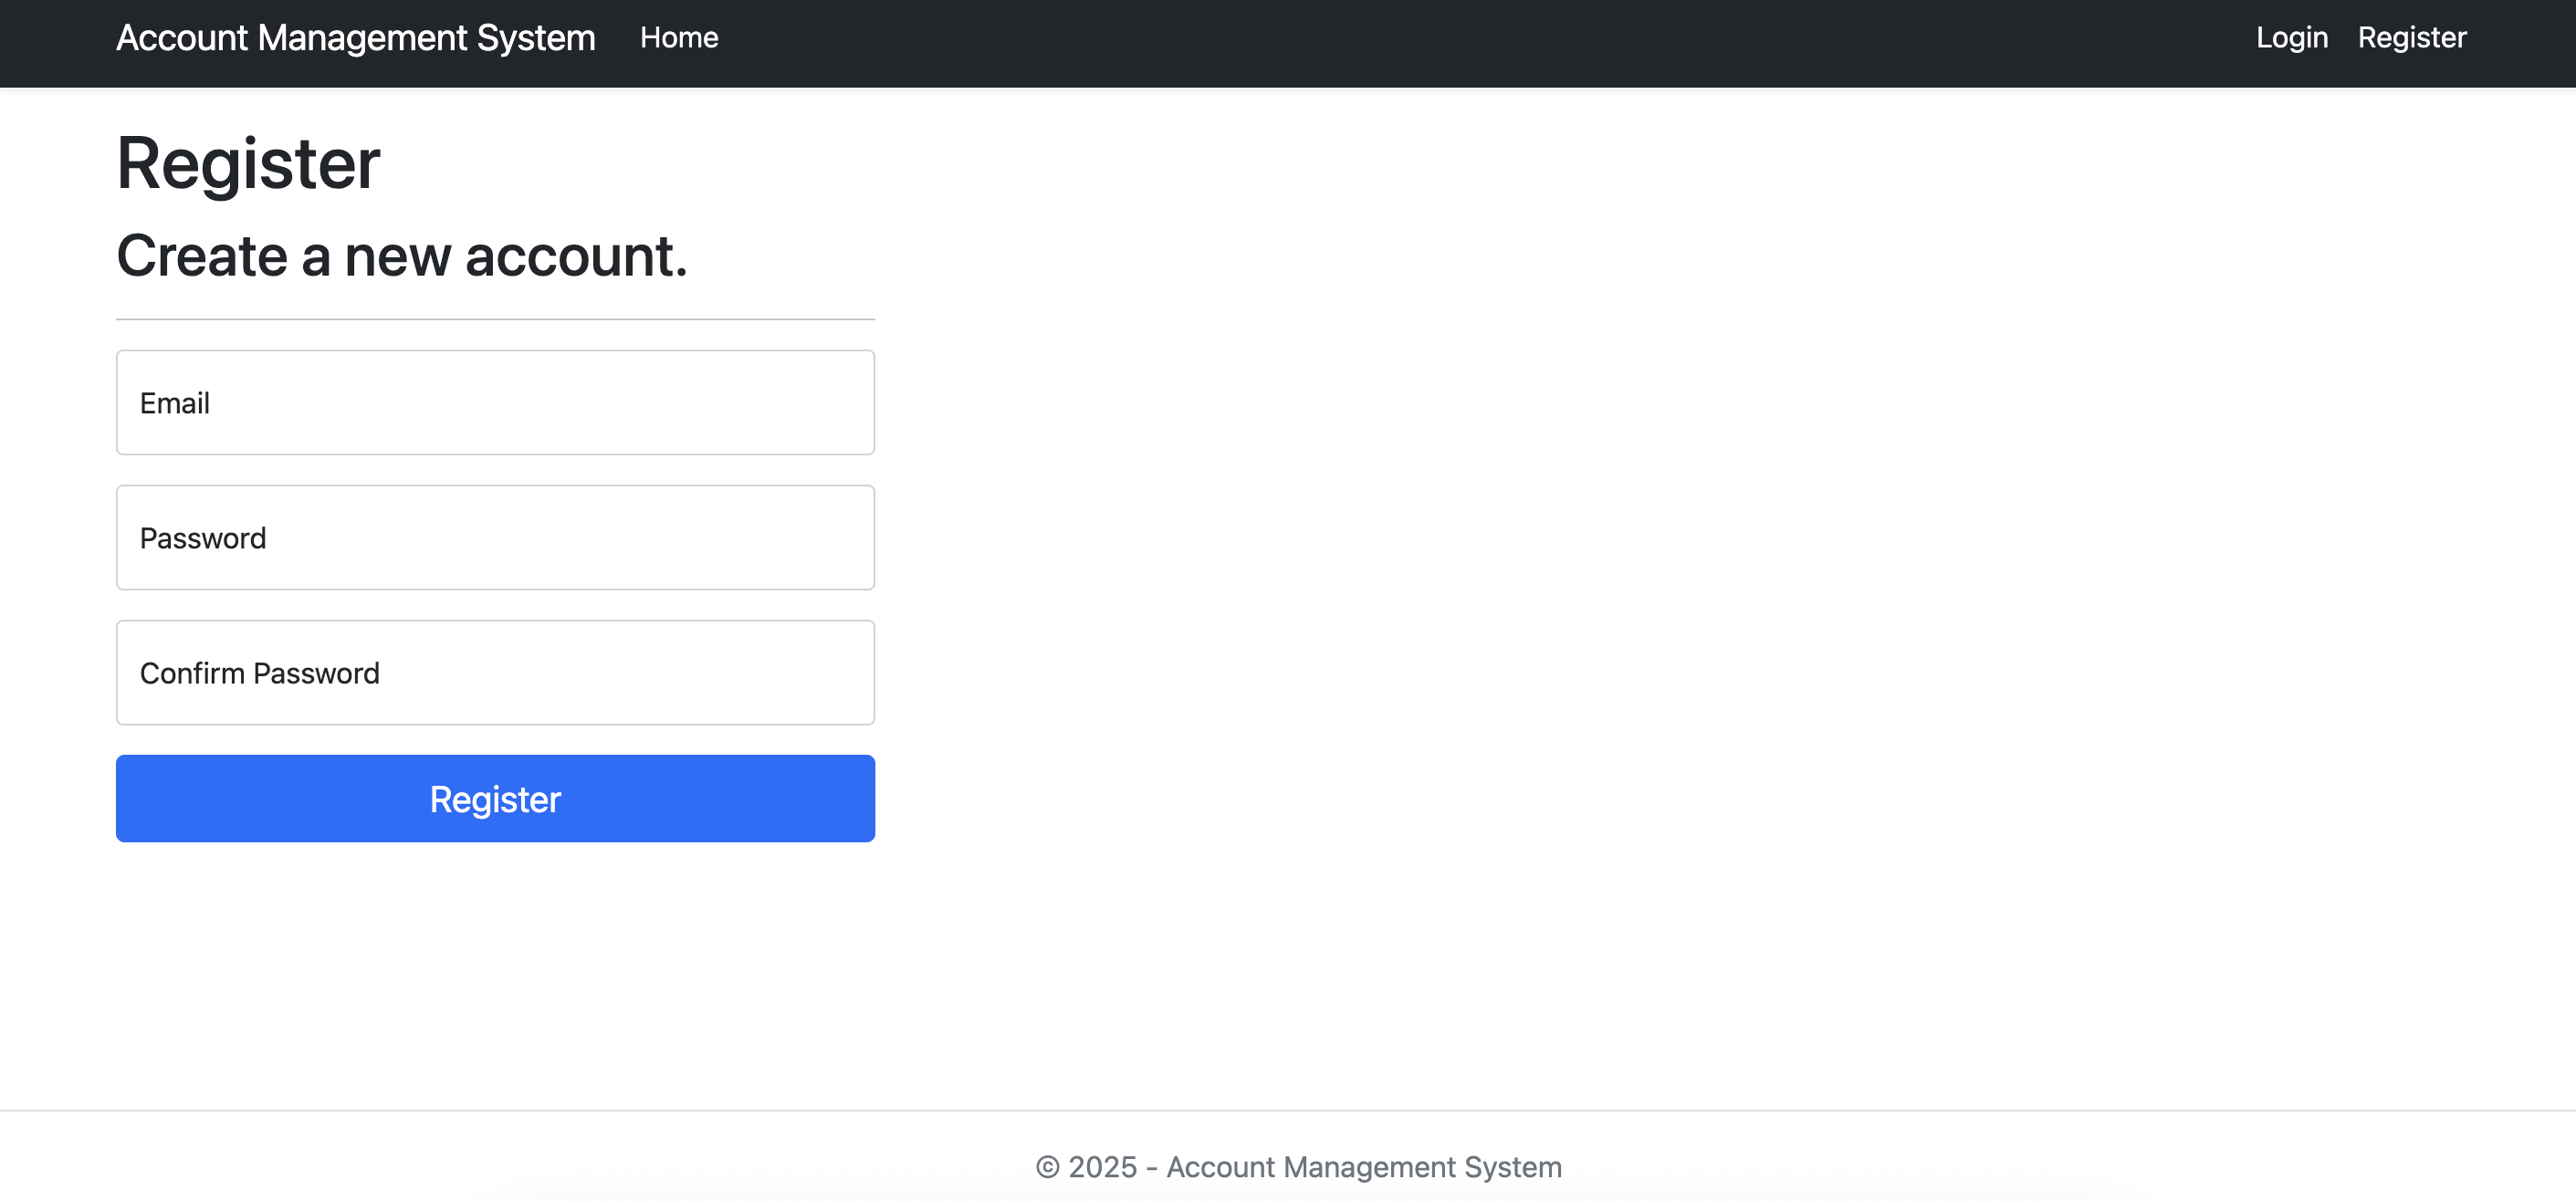 Account Management System Home Login Register
Register
Create a new account.
Email
Password
Confirm Password
Register
© 2025 - Account Management System